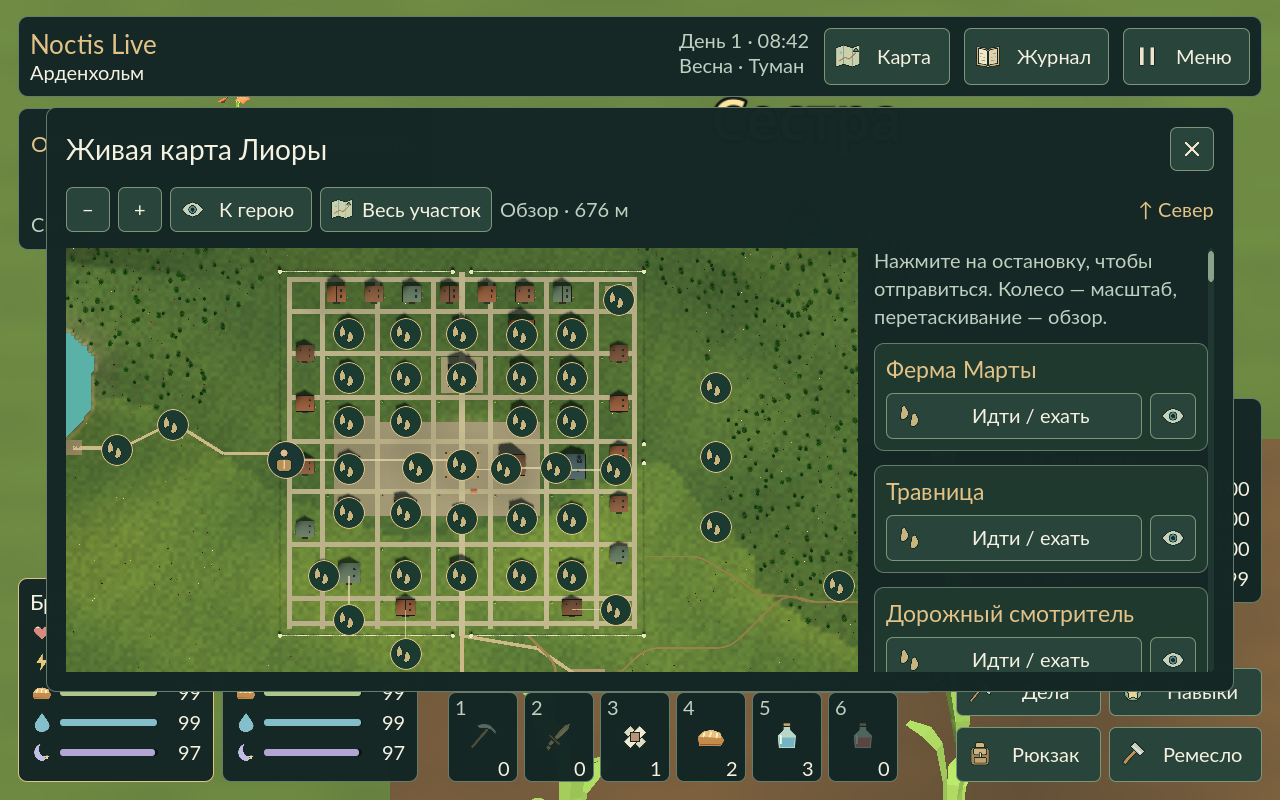 Noctis Live
Арденхольм
День 1 · 08:42
Весна · Туман
Карта
Журнал
Меню
Сестра
Живая карта Лиоры
−
+
К герою
Весь участок
Обзор · 676 м
↑ Север
Нажмите на остановку, чтобы
отправиться. Колесо — масштаб,
перетаскивание — обзор.
Ферма Марты
Идти / ехать
Травница
Идти / ехать
Дорожный смотритель
Идти / ехать
99
99
97
99
99
97
1
0
2
0
3
1
4
2
5
3
6
0
Дела
Навыки
Рюкзак
Ремесло